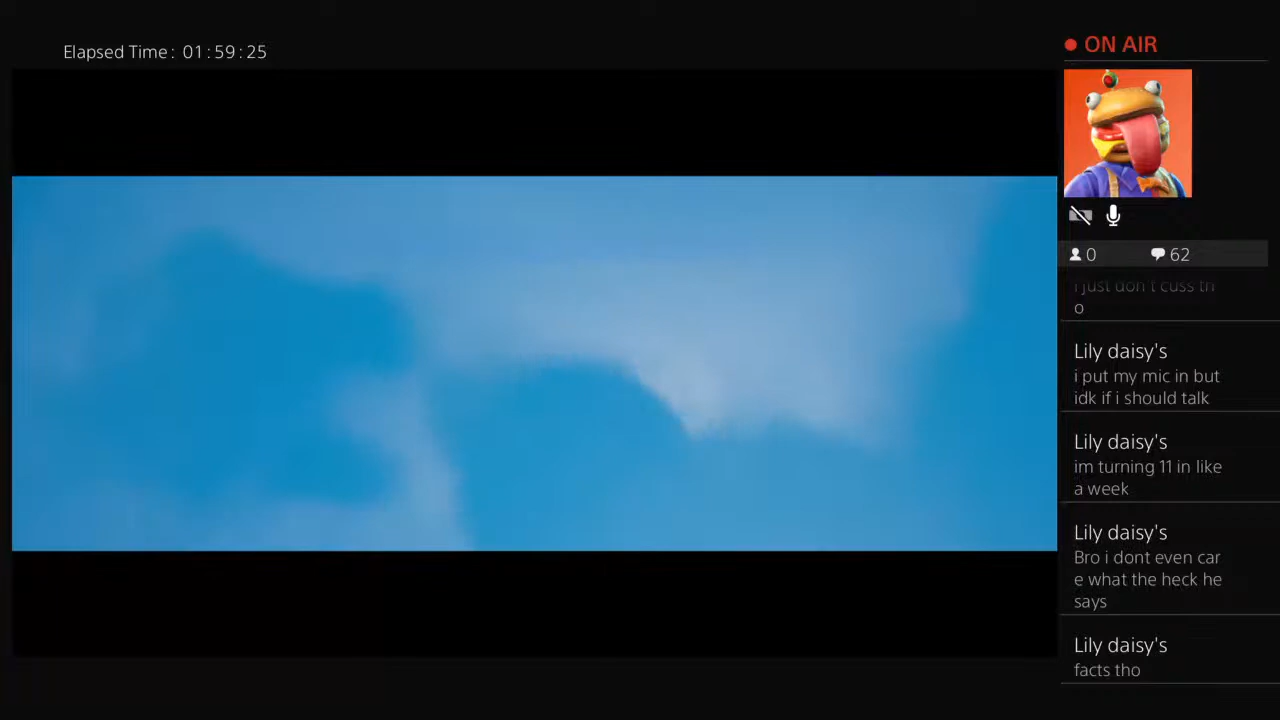 Elapsed Time: 01:59:25
ON AIR
0 62
i just don't cuss th
o
Lily daisy's
i put my mic in but
idk if i should talk
Lily daisy's
im turning 11 in like
a week
Lily daisy's
Bro i dont even car
e what the heck he
says
Lily daisy's
facts tho